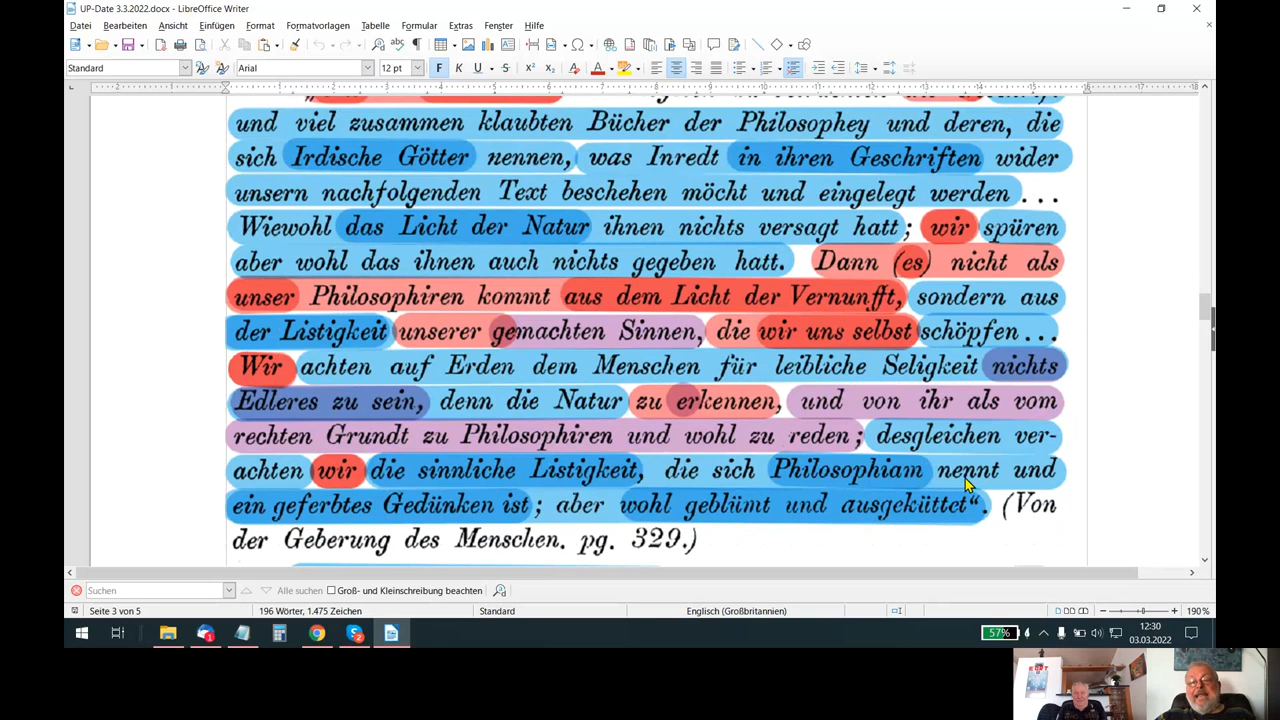 UP-Date 3.3.2022.docx - LibreOffice Writer
Datei Bearbeiten Ansicht Einfügen Format Formatvorlagen Tabelle Formular Extras Fenster Hilfe
Standard Arial 12 pt F K U S
und viel zusammen klaubten Bücher der Philosophey und deren, die
sich Irdische Götter nennen, was Inredt in ihren Geschriften wider
unsern nachfolgenden Text beschehen möcht und eingelegt werden ...
Wiewohl das Licht der Natur ihnen nichts versagt hatt; wir spüren
aber wohl das ihnen auch nichts gegeben hatt. Dann (es) nicht als
unser Philosophiren kommt aus dem Licht der Vernunfft, sondern aus
der Listigkeit unserer gemachten Sinnen, die wir uns selbst schöpfen...
Wir achten auf Erden dem Menschen für leibliche Seligkeit nichts
Edleres zu sein, denn die Natur zu erkennen, und von ihr als vom
rechten Grundt zu Philosophiren und wohl zu reden; desgleichen ver-
achten wir die sinnliche Listigkeit, die sich Philosophiam nennt und
ein geferbtes Gedünken ist; aber wohl geblümt und ausgeküttet“. (Von
der Geberung des Menschen. pg. 329.)
Suchen Alle suchen Groß- und Kleinschreibung beachten
Seite 3 von 5 196 Wörter, 1.475 Zeichen Standard Englisch (Großbritannien) 190%
57% 12:30
03.03.2022